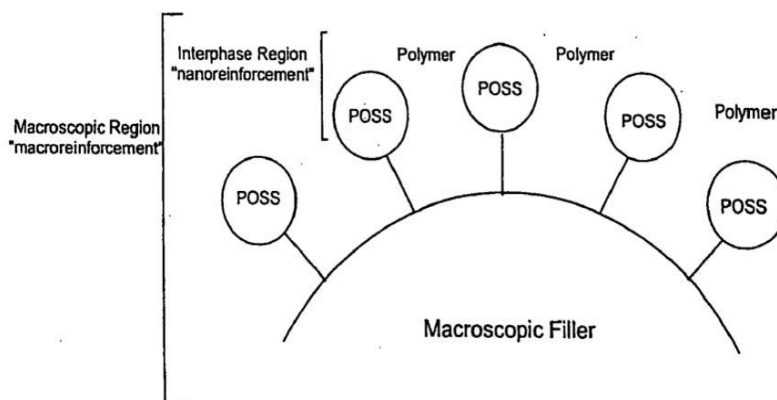 Interphase Region
"nanoreinforcement"
Polymer
Polymer
POSS
POSS
POSS
Polymer
Macroscopic Region
"macroreinforcement"
POSS
POSS
Macroscopic Filler